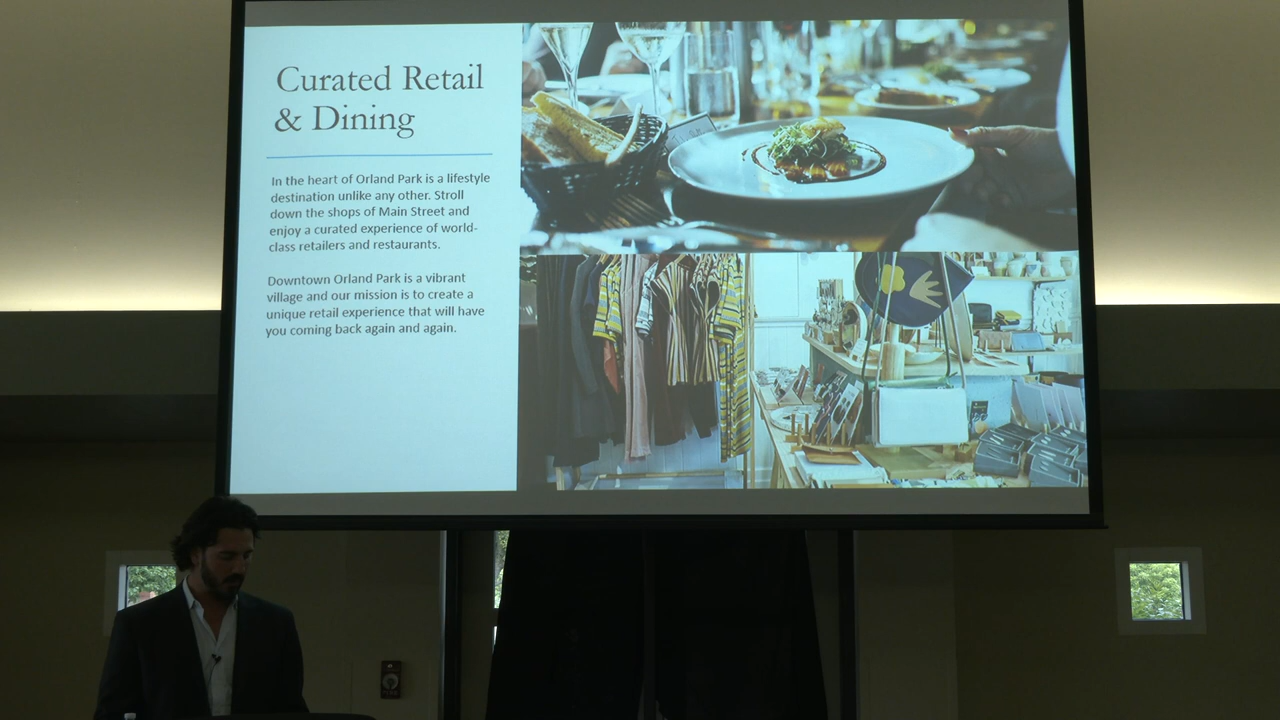 Curated Retail
& Dining
In the heart of Orland Park is a lifestyle
destination unlike any other. Stroll
down the shops of Main Street and
enjoy a curated experience of world-
class retailers and restaurants.
Downtown Orland Park is a vibrant
village and our mission is to create a
unique retail experience that will have
you coming back again and again.